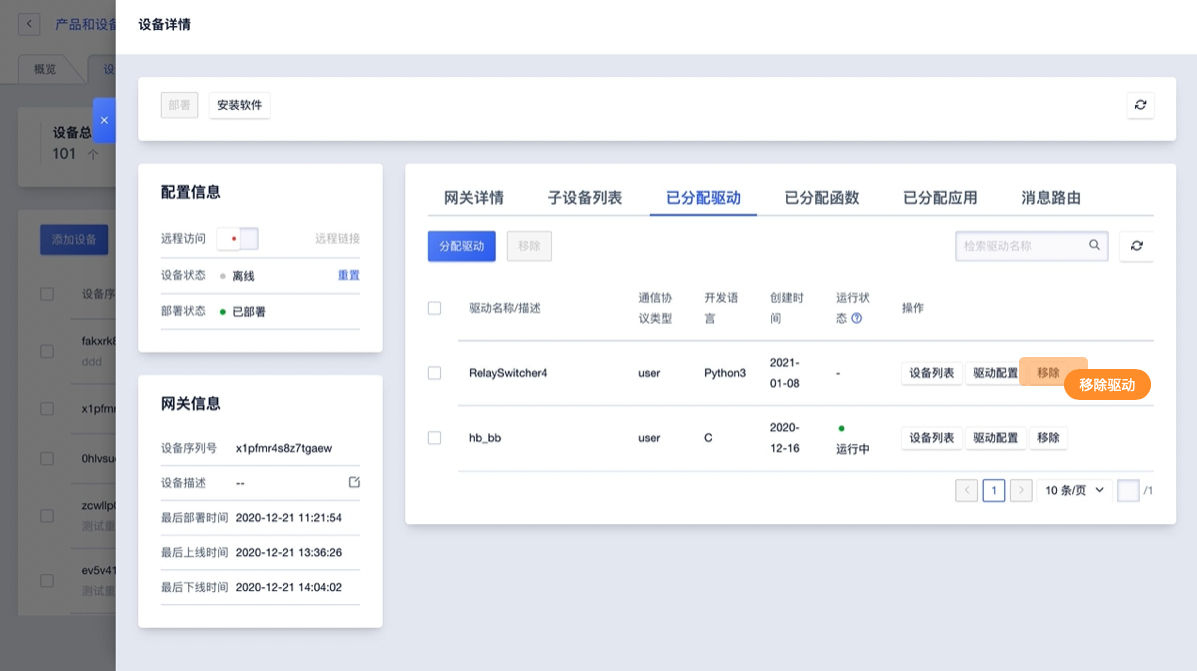 产品和设备
设备详情
概览
设
部署
安装软件
设备总
101 个
配置信息
网关详情
子设备列表
已分配驱动
已分配函数
已分配应用
消息路由
远程访问
远程链接
添加设备
分配驱动
移除
检索驱动名称
设备状态
离线
重置
设备序
部署状态
已部署
驱动名称/描述
通信协
议类型
开发语
言
创建时
间
运行状
态
操作
fakxrk8
ddd
RelaySwitcher4
user
Python3
2021-
01-08
-
设备列表
驱动配置
移除
移除驱动
网关信息
x1pfmr
hb_bb
user
C
2020-
12-16
运行中
设备列表
驱动配置
移除
设备序列号
x1pfmr4s8z7tgaew
0hlvsu
设备描述
--
1
10 条/页
/1
zcwllp
测试重
最后部署时间
2020-12-21 11:21:54
最后上线时间
2020-12-21 13:36:26
ev5v41
测试重
最后下线时间
2020-12-21 14:04:02